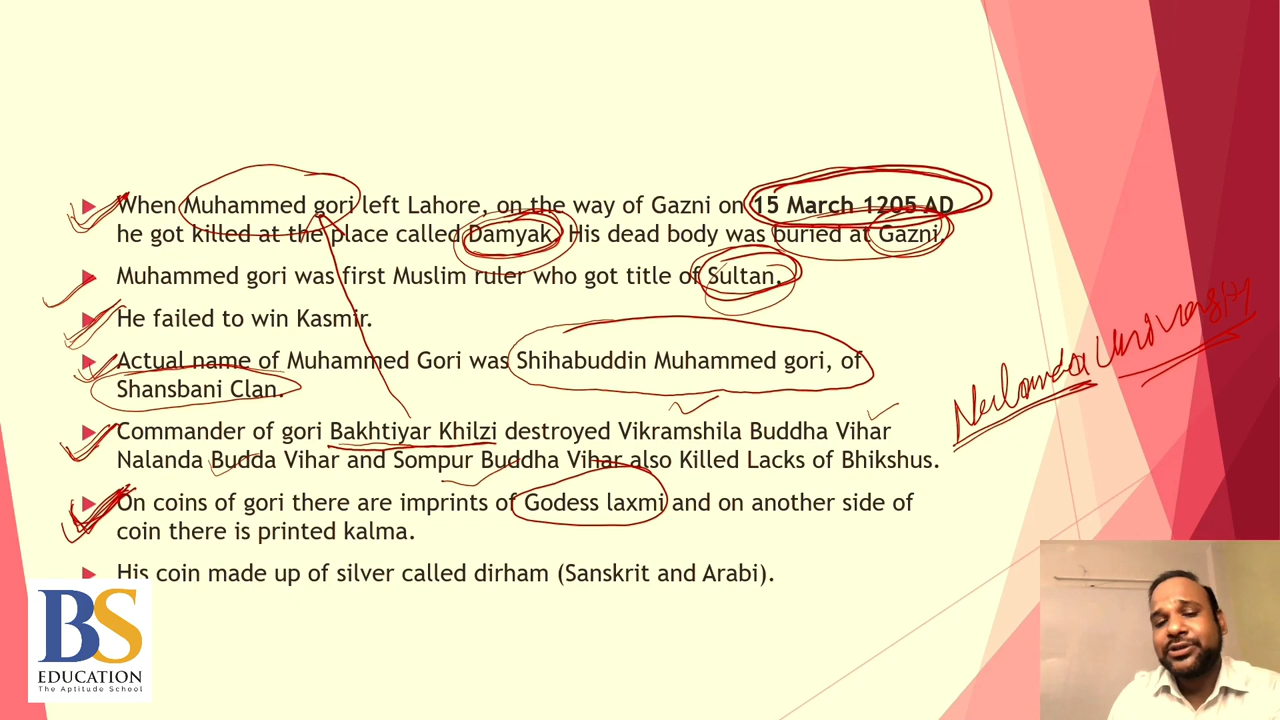 When Muhammed gori left Lahore, on the way of Gazni on 15 March 1205 AD
he got killed at the place called Damyak. His dead body was buried at Gazni.
Muhammed gori was first Muslim ruler who got title of Sultan.
He failed to win Kasmir.
Actual name of Muhammed Gori was Shihabuddin Muhammed gori, of
Shansbani Clan.
Commander of gori Bakhtiyar Khilzi destroyed Vikramshila Buddha Vihar
Nalanda Budda Vihar and Sompur Buddha Vihar also Killed Lacks of Bhikshus.
On coins of gori there are imprints of Godess laxmi and on another side of
coin there is printed kalma.
His coin made up of silver called dirham (Sanskrit and Arabi).
Nalanda University
BS
EDUCATION
The Aptitude School